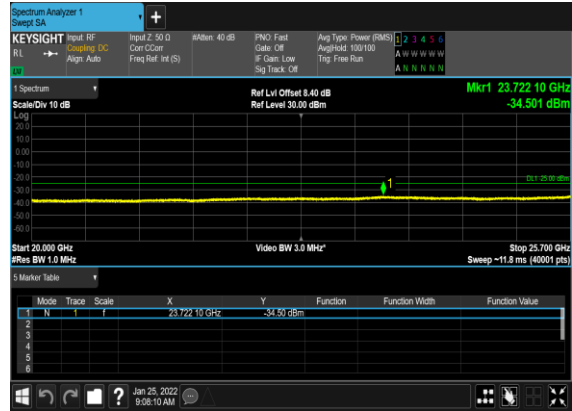 Spectrum Analyzer 1
Swept SA
+
KEYSIGHT Input: RF Input Z: 50 Ω #Atten: 40 dB PNO: Fast Avg Type: Power (RMS) 1 2 3 4 5 6
RL Coupling: DC Corr CCorr Gate: Off Avg|Hold: 100/100 A W W W W W
Align: Auto Freq Ref: Int (S) IF Gain: Low Trig: Free Run
Sig Track: Off A N N N N N
1 Spectrum
Ref Lvl Offset 8.40 dB Mkr1 23.722 10 GHz
Scale/Div 10 dB Ref Level 30.00 dBm -34.501 dBm
Log
20.0
10.0
0.00
-10.0
-20.0
1
DL1 -25.00 dBm
-30.0
-40.0
-50.0
-60.0
Start 20.000 GHz Video BW 3.0 MHz* Stop 25.700 GHz
#Res BW 1.0 MHz Sweep ~11.8 ms (40001 pts)
5 Marker Table
Mode Trace Scale X Y Function Function Width Function Value
1 N 1 f 23.722 10 GHz -34.50 dBm
2
3
4
5
6
? Jan 25, 2022
9:08:10 AM